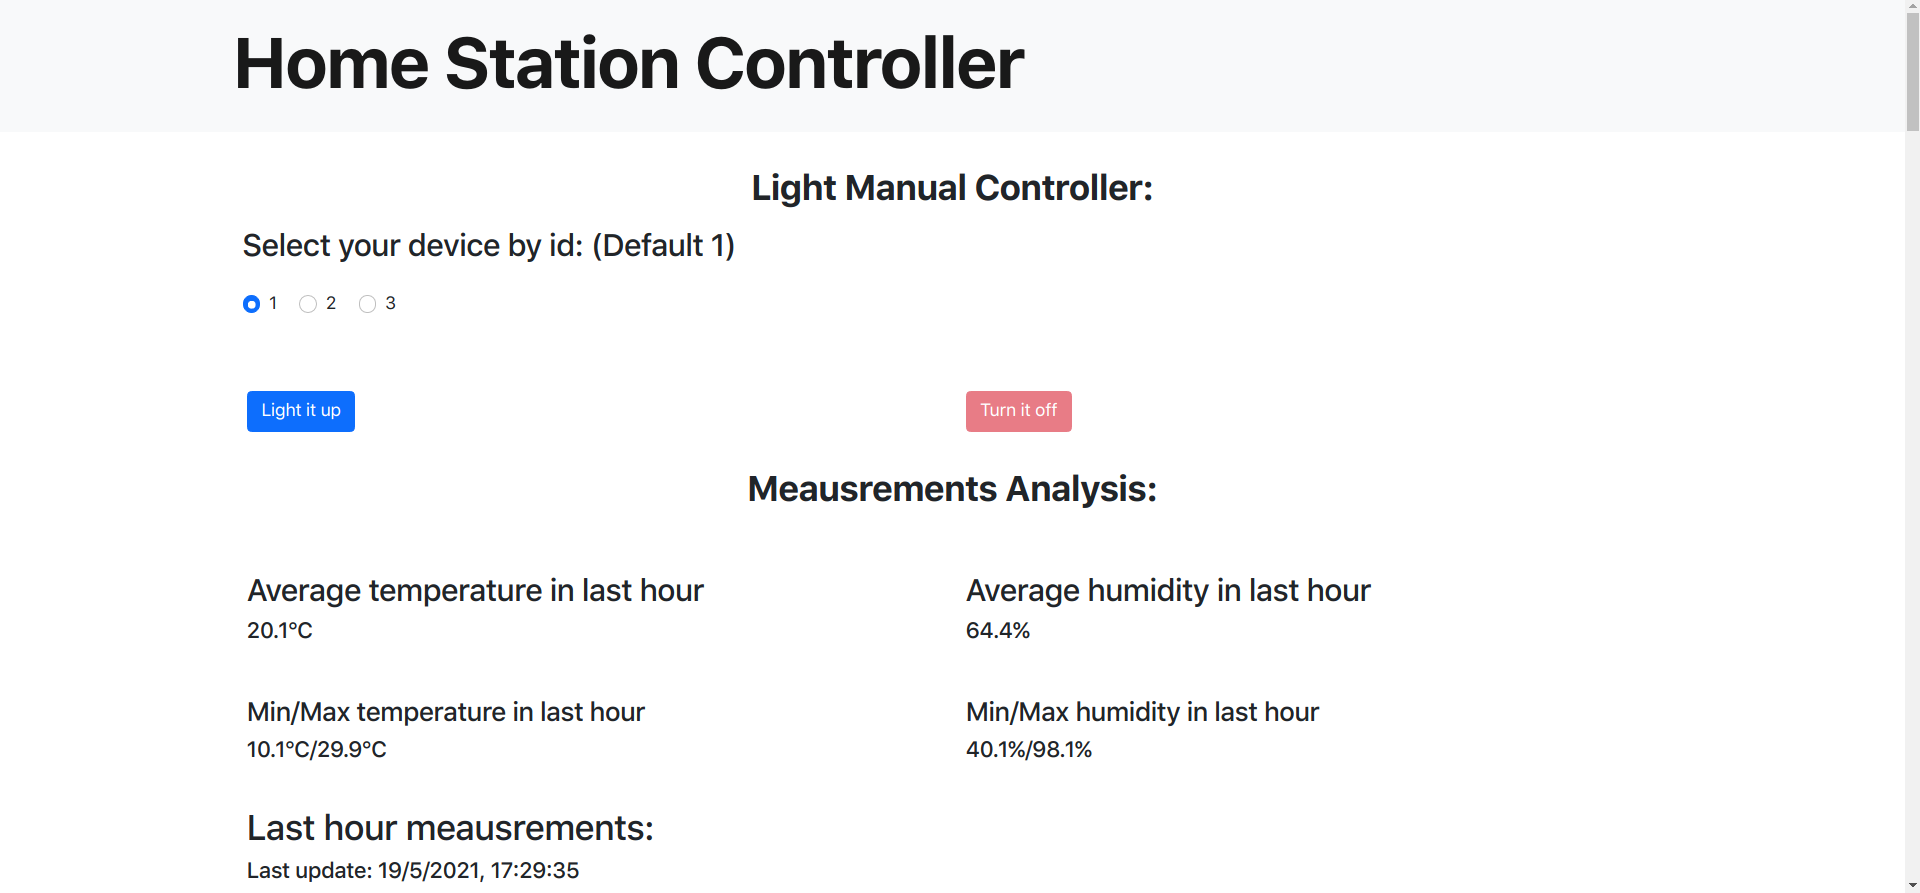 Home Station Controller
Light Manual Controller:
Select your device by id: (Default 1)
1 2 3
Light it up
Turn it off
Meausrements Analysis:
Average temperature in last hour
20.1°C
Average humidity in last hour
64.4%
Min/Max temperature in last hour
10.1°C/29.9°C
Min/Max humidity in last hour
40.1%/98.1%
Last hour meausrements:
Last update: 19/5/2021, 17:29:35